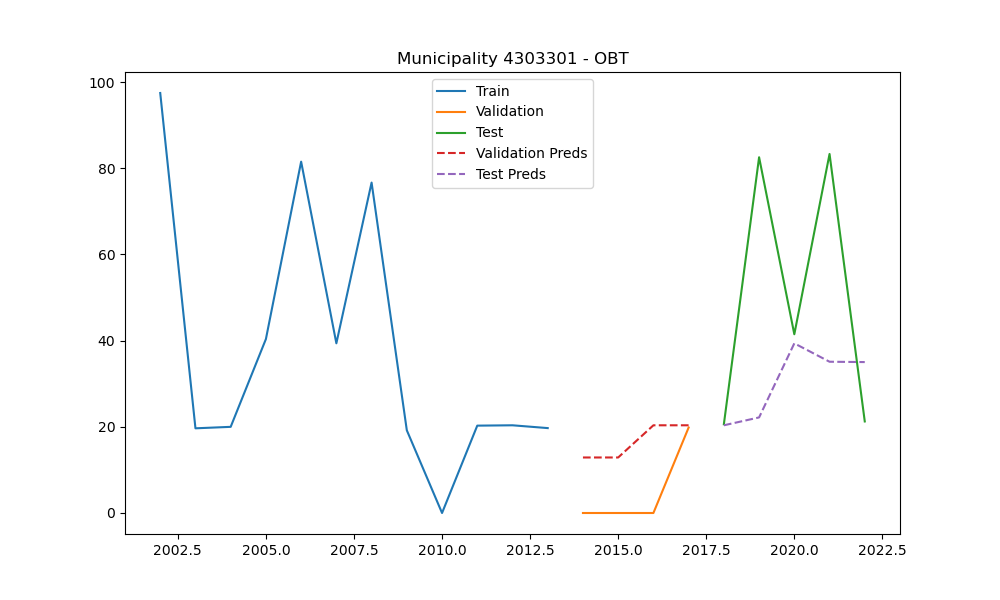 Municipality 4303301 - OBT
Train
Validation
Test
Validation Preds
Test Preds
100
80
60
40
20
0
2002.5 2005.0 2007.5 2010.0 2012.5 2015.0 2017.5 2020.0 2022.5